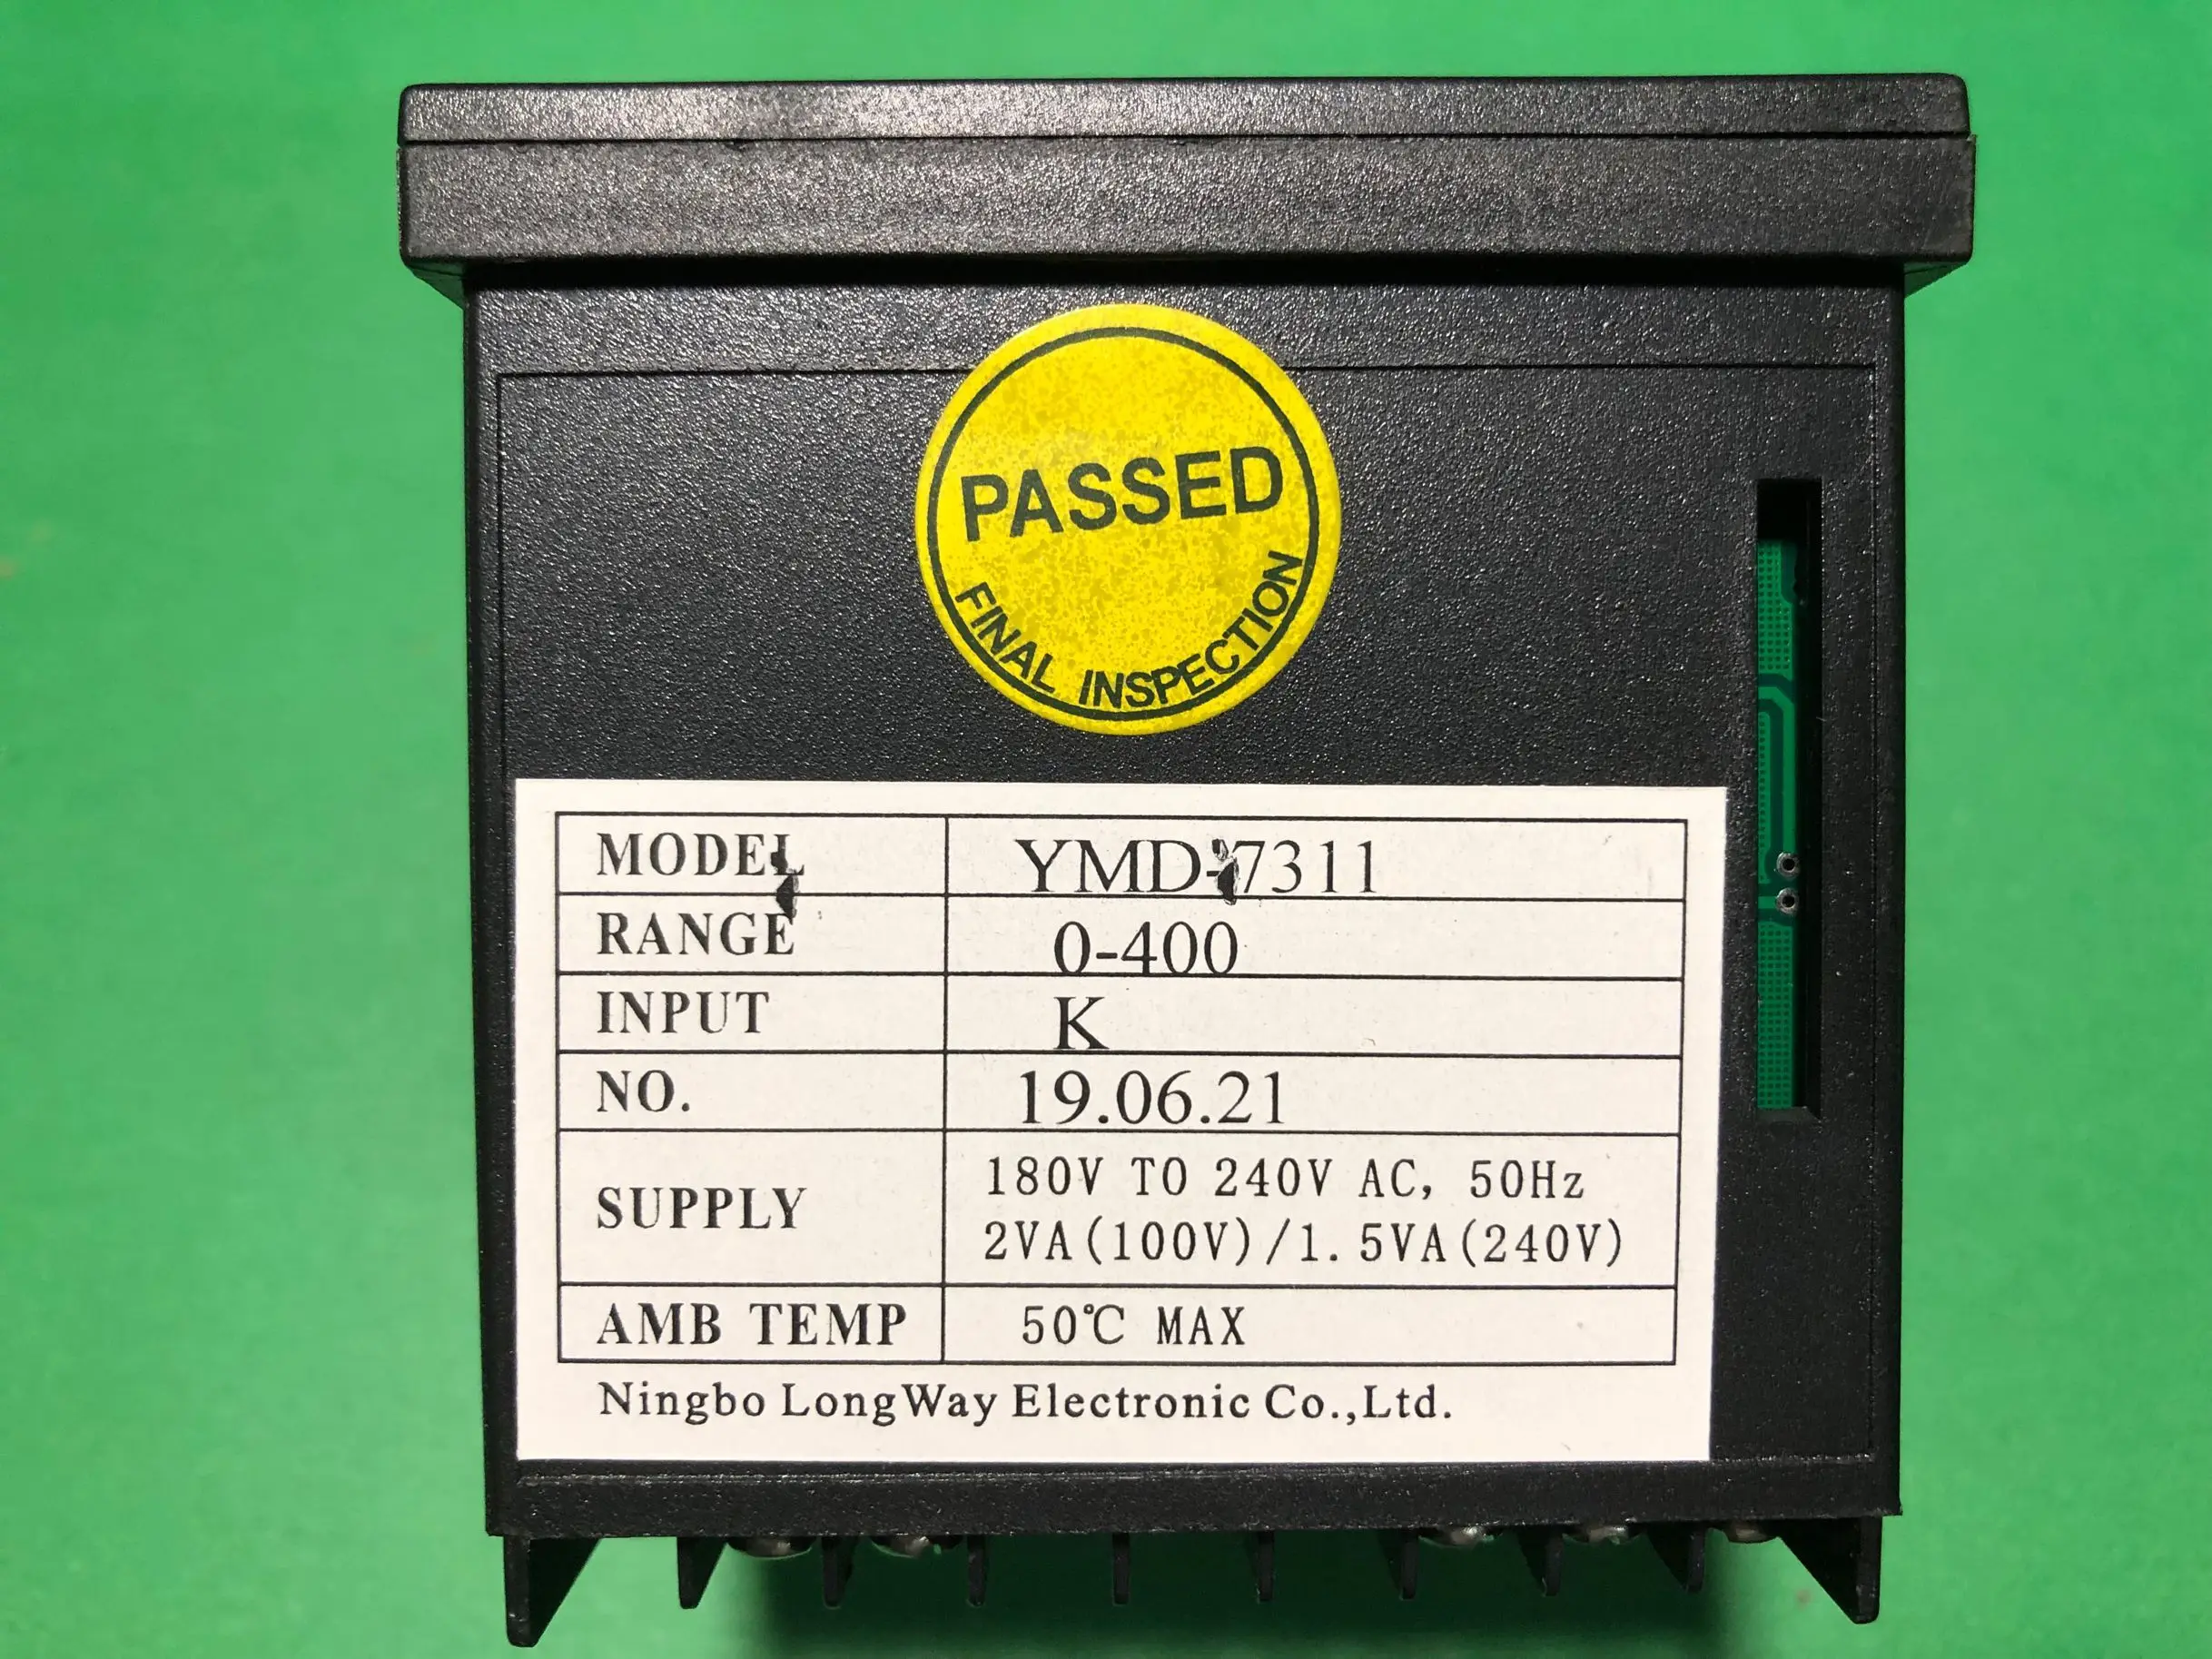 PASSED
FINAL INSPECTION
MODEL YMD-7311
RANGE 0-400
INPUT K
NO. 19.06.21
SUPPLY 180V TO 240V AC, 50Hz
2VA(100V)/1.5VA(240V)
AMB TEMP 50℃ MAX
Ningbo LongWay Electronic Co.,Ltd.